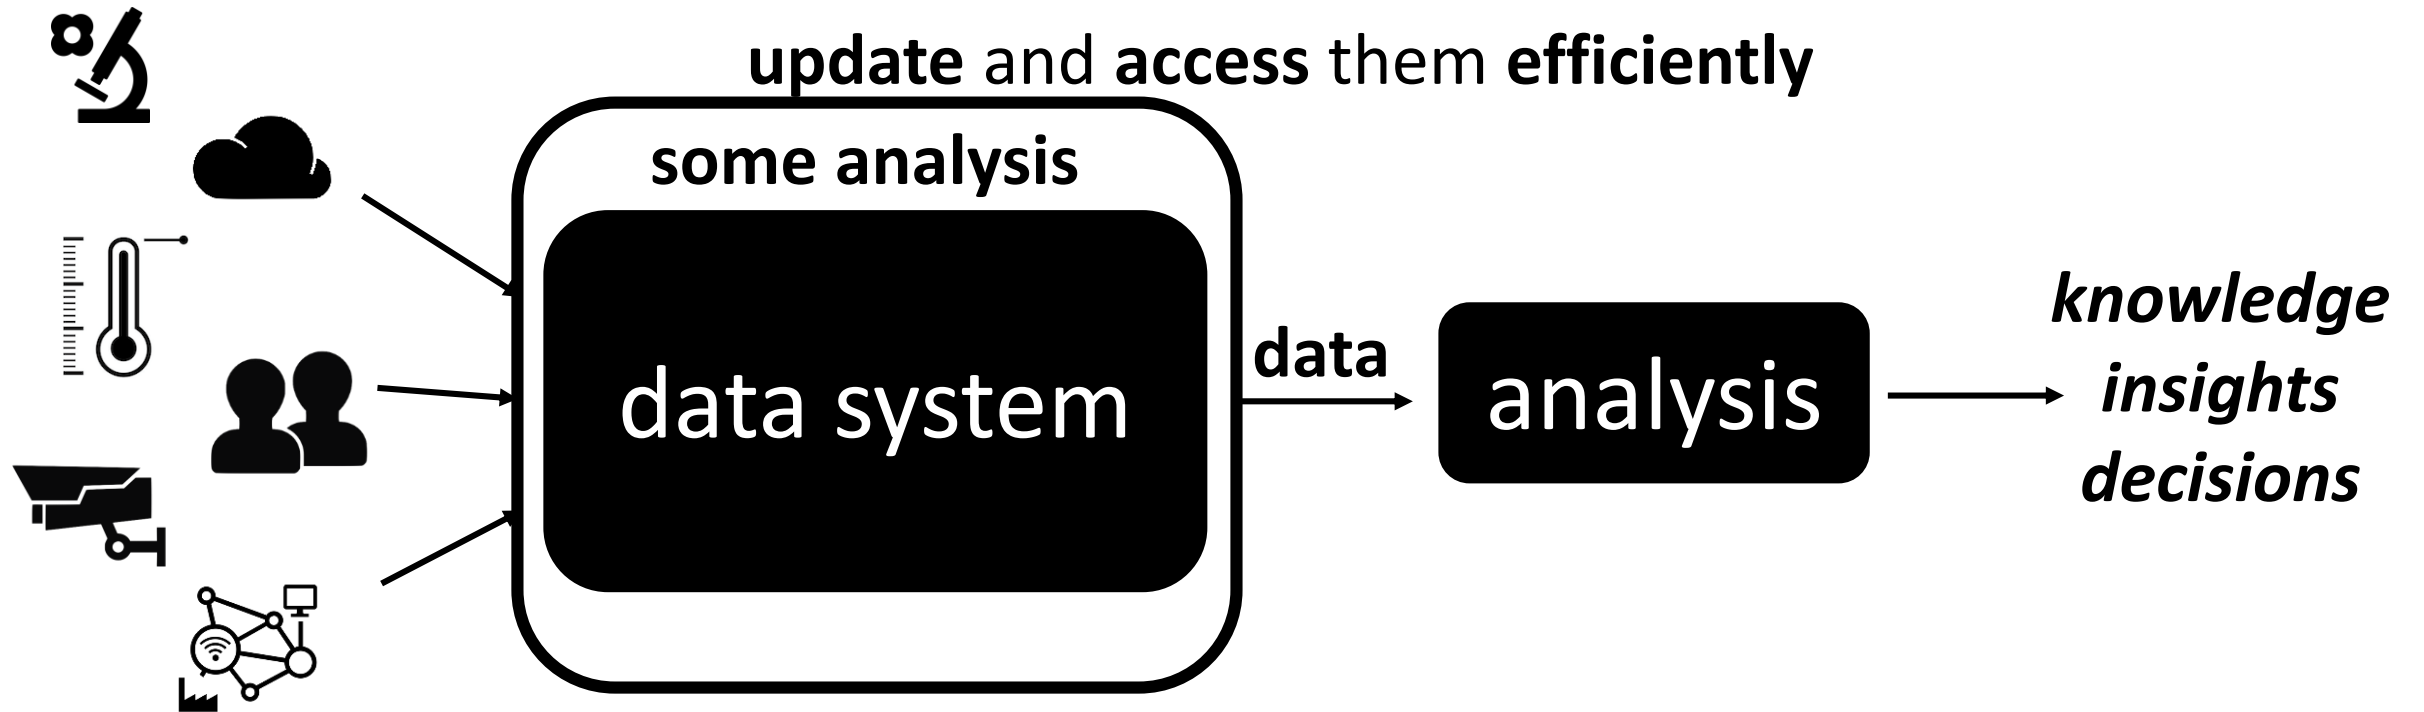 update and access them efficiently
some analysis
data system
data
analysis
knowledge
insights
decisions